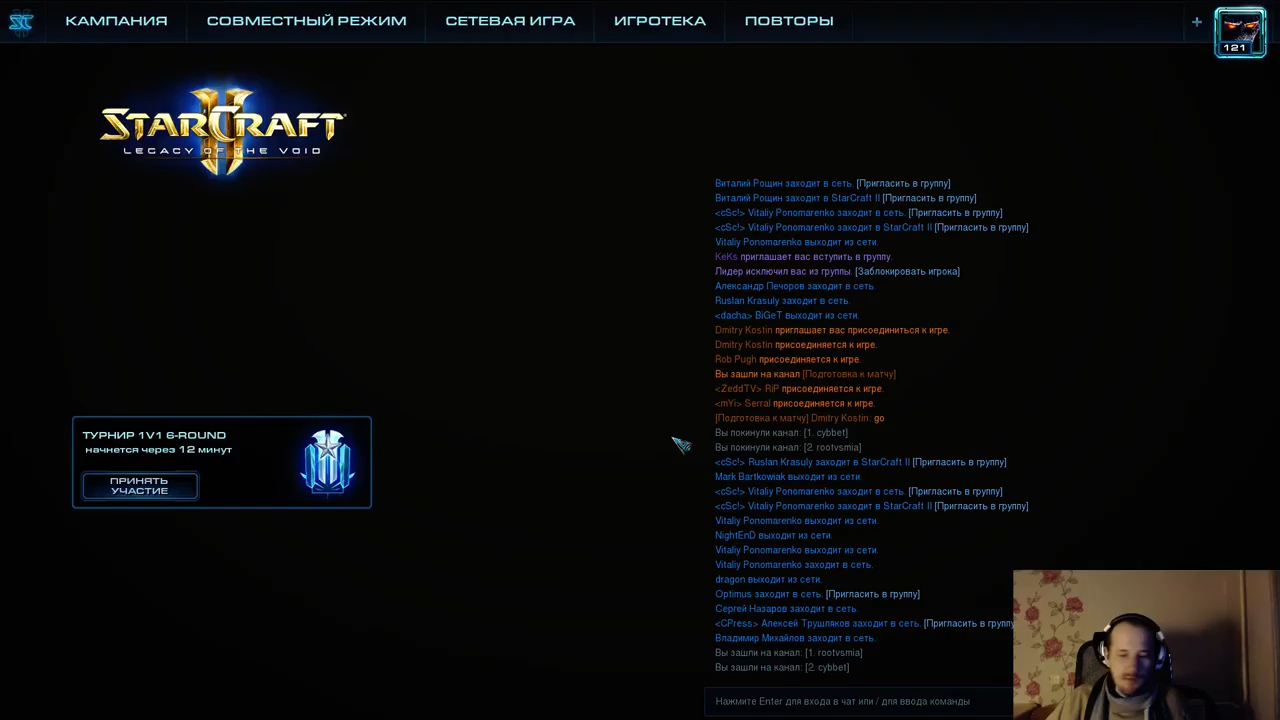 КАМПАНИЯ
СОВМЕСТНЫЙ РЕЖИМ
СЕТЕВАЯ ИГРА
ИГРОТЕКА
ПОВТОРЫ
+
121
STARCRAFT II
LEGACY OF THE VOID
ТУРНИР 1V1 6-ROUND
начнется через 12 минут
ПРИНЯТЬ
УЧАСТИЕ
Виталий Рощин заходит в сеть. [Пригласить в группу]
Виталий Рощин заходит в StarCraft II [Пригласить в группу]
<cSc!> Vitaliy Ponomarenko заходит в сеть. [Пригласить в группу]
<cSc!> Vitaliy Ponomarenko заходит в StarCraft II [Пригласить в группу]
Vitaliy Ponomarenko выходит из сети.
KeKs приглашает вас вступить в группу.
Лидер исключил вас из группы. [Заблокировать игрока]
Александр Печоров заходит в сеть.
Ruslan Krasuly заходит в сеть.
<dacha> BiGeT выходит из сети.
Dmitry Kostin приглашает вас присоединиться к игре.
Dmitry Kostin присоединяется к игре.
Rob Pugh присоединяется к игре.
Вы зашли на канал [Подготовка к матчу]
<ZeddTV> RiP присоединяется к игре.
<mYi> Serral присоединяется к игре.
[Подготовка к матчу] Dmitry Kostin: go
Вы покинули канал: [1. cybbet]
Вы покинули канал: [2. rootvsmia]
<cSc!> Ruslan Krasuly заходит в StarCraft II [Пригласить в группу]
Mark Bartkowiak выходит из сети.
<cSc!> Vitaliy Ponomarenko заходит в сеть. [Пригласить в группу]
<cSc!> Vitaliy Ponomarenko заходит в StarCraft II [Пригласить в группу]
Vitaliy Ponomarenko выходит из сети.
NightEnD выходит из сети.
Vitaliy Ponomarenko выходит из сети.
Vitaliy Ponomarenko заходит в сеть.
dragon выходит из сети.
Optimus заходит в сеть. [Пригласить в группу]
Сергей Назаров заходит в сеть.
<CPress> Алексей Трушляков заходит в сеть. [Пригласить в группу
Владимир Михайлов заходит в сеть.
Вы зашли на канал: [1. rootvsmia]
Вы зашли на канал: [2. cybbet]
Нажмите Enter для входа в чат или / для ввода команды